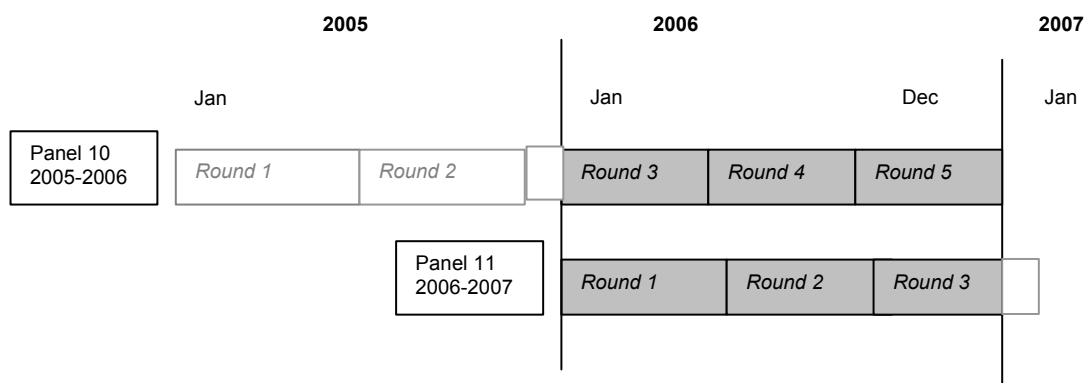 2005 2006 2007
Jan Jan Dec Jan
Panel 10
2005-2006
Round 1 Round 2 Round 3 Round 4 Round 5
Panel 11
2006-2007
Round 1 Round 2 Round 3